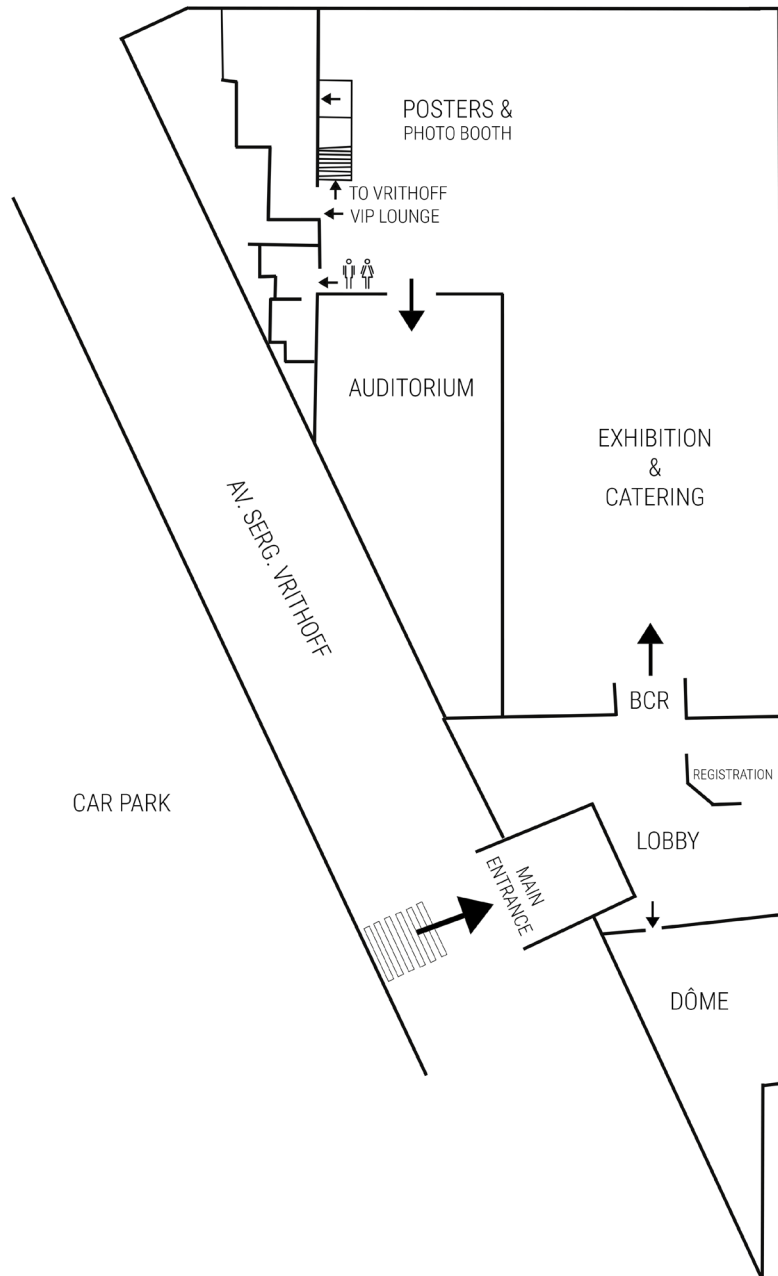 POSTERS &
PHOTO BOOTH
TO VRITHOFF
VIP LOUNGE
AUDITORIUM
EXHIBITION
&
CATERING
AV. SERG. VRITHOFF
BCR
REGISTRATION
CAR PARK
LOBBY
MAIN
ENTRANCE
DÔME